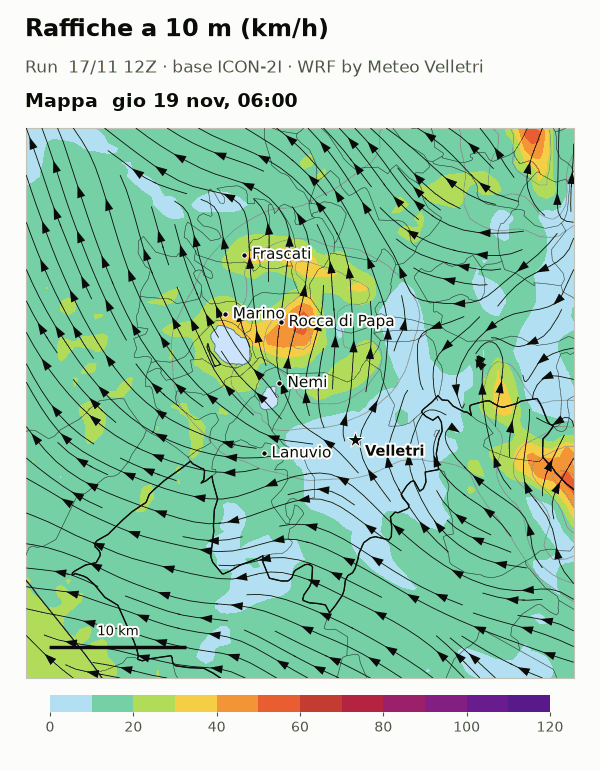 Raffiche a 10 m (km/h)
Run 17/11 12Z · base ICON-2I · WRF by Meteo Velletri
Mappa gio 19 nov, 06:00
Frascati
Marino
Rocca di Papa
Nemi
Velletri
Lanuvio
10 km
0 20 40 60 80 100 120